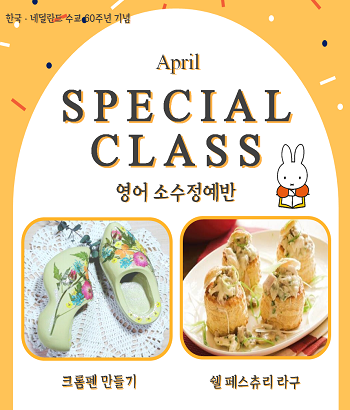 한국 · 네덜란드 수교 60주년 기념
April
SPECIAL
CLASS
영어 소수정예반
크롬펜 만들기
쉘 페스츄리 라구